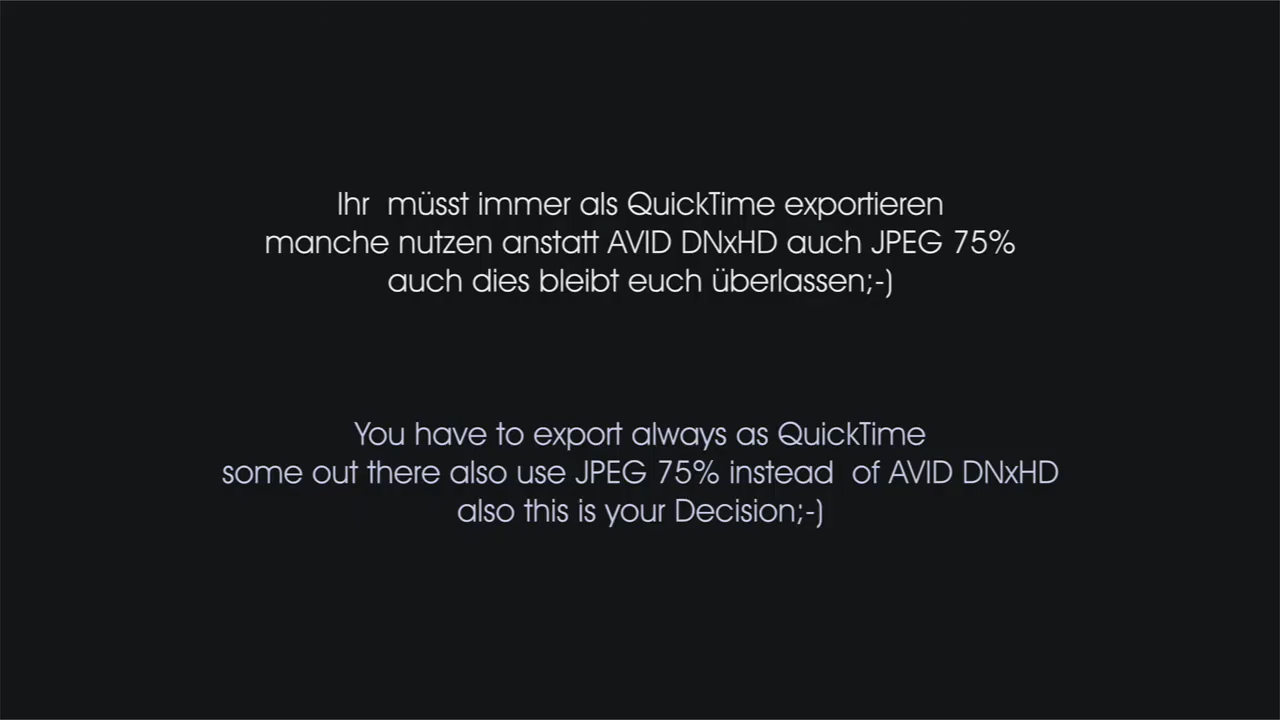 Ihr  müsst immer als QuickTime exportieren
manche nutzen anstatt AVID DNxHD auch JPEG 75%
auch dies bleibt euch überlassen;-)
You have to export always as QuickTime
some out there also use JPEG 75% instead  of AVID DNxHD
also this is your Decision;-)